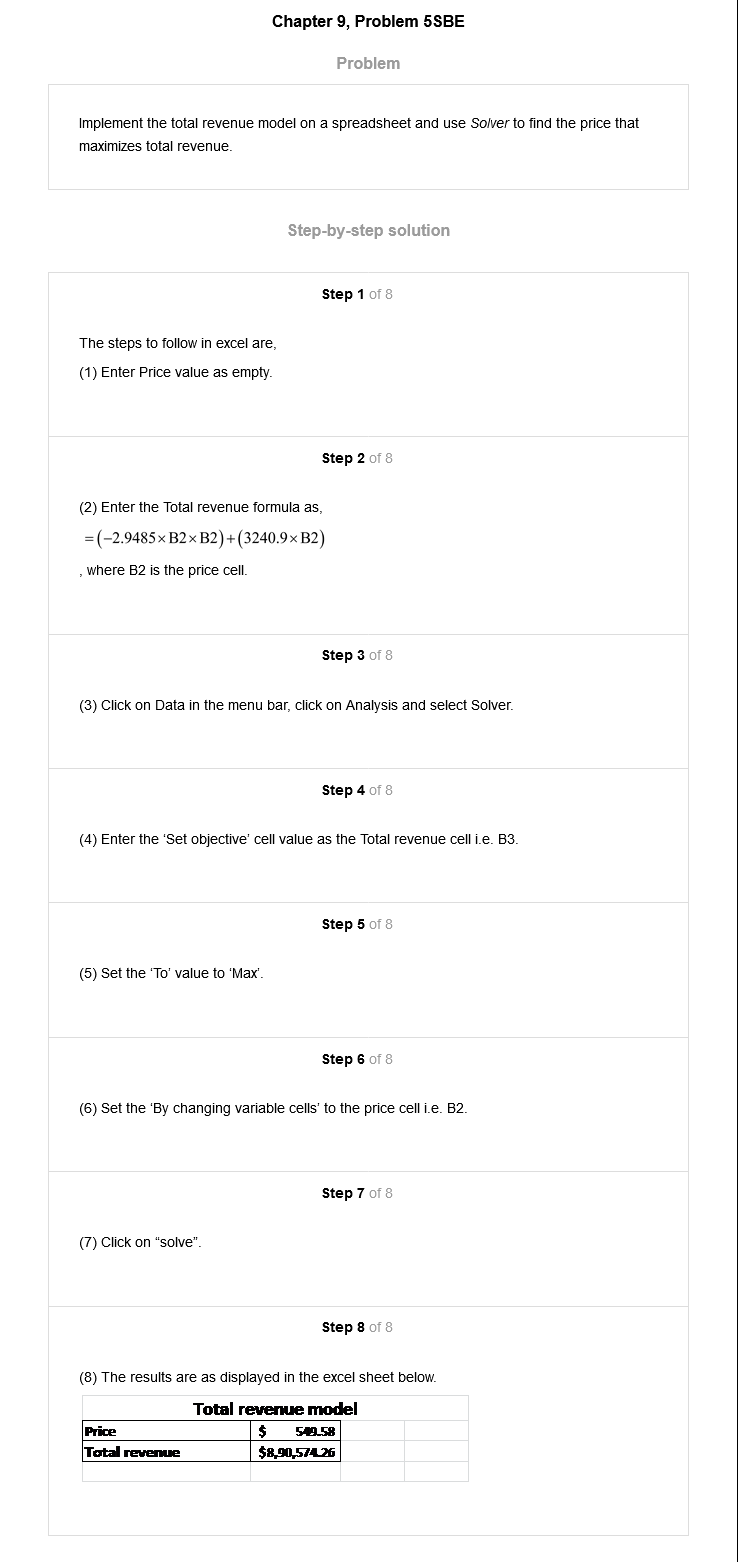 Chapter 9, Problem 5SBE
Problem
Implement the total revenue model on a spreadsheet and use Solver to find the price that
maximizes total revenue.
Step-by-step solution
Step 1 of 8
The steps to follow in excel are,
(1) Enter Price value as empty.
Step 2 of 8
(2) Enter the Total revenue formula as,
=(−2.9485×B2×B2)+(3240.9×B2)
, where B2 is the price cell.
Step 3 of 8
(3) Click on Data in the menu bar, click on Analysis and select Solver.
Step 4 of 8
(4) Enter the ‘Set objective’ cell value as the Total revenue cell i.e. B3.
Step 5 of 8
(5) Set the ‘To’ value to ‘Max’.
Step 6 of 8
(6) Set the ‘By changing variable cells’ to the price cell i.e. B2.
Step 7 of 8
(7) Click on “solve”.
Step 8 of 8
(8) The results are as displayed in the excel sheet below.
Total revenue model
Price $ 549.58
Total revenue $8,90,574.26